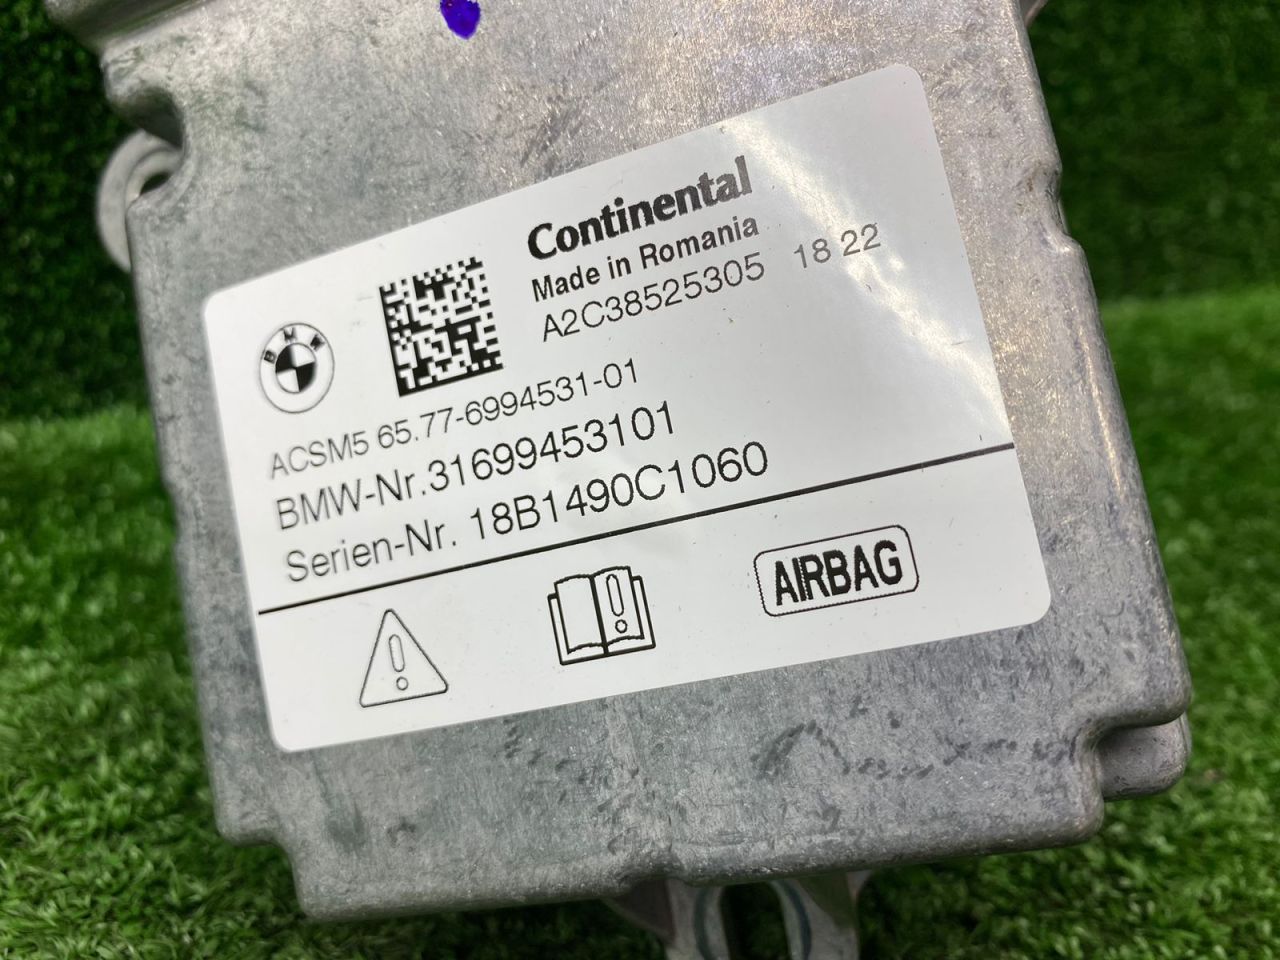 Continental
Made in Romania
A2C38525305 18 22
BMW
ACSM5 65.77-6994531-01
BMW-Nr.31699453101
Serien-Nr. 18B1490C1060
AIRBAG